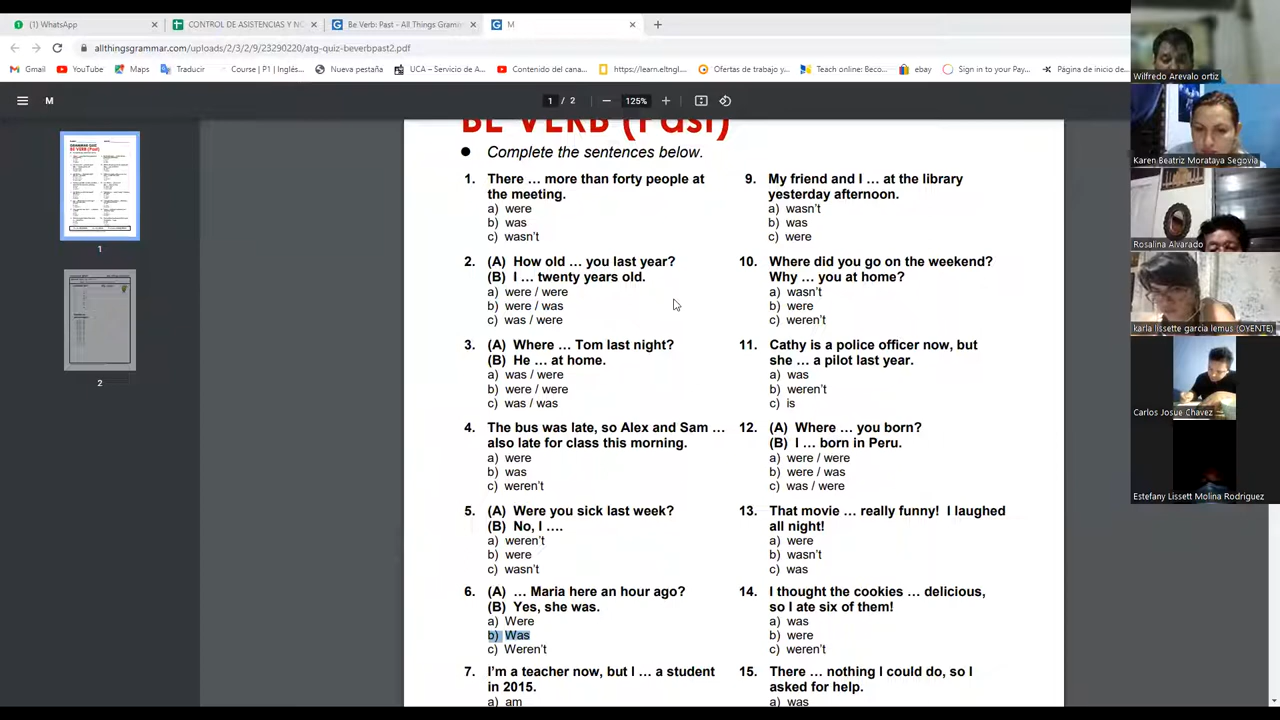 (1) WhatsApp
CONTROL DE ASISTENCIAS Y NO
Be Verb: Past - All Things Gramm
M
allthingsgrammar.com/uploads/2/3/2/9/23290220/atg-quiz-beverbpast2.pdf
Gmail
YouTube
Maps
Traducir
Course | P1 | Inglés...
Nueva pestaña
UCA – Servicio de A...
Contenido del cana...
https://learn.eltngl...
Ofertas de trabajo y...
Teach online: Beco...
ebay
Sign in to your Pay...
Página de inicio de
M
1 / 2
125%
1
2
BE VERB (Past)
Complete the sentences below.
1. There … more than forty people at
the meeting.
a) were
b) was
c) wasn't
2. (A) How old … you last year?
(B) I … twenty years old.
a) were / were
b) were / was
c) was / were
3. (A) Where … Tom last night?
(B) He … at home.
a) was / were
b) were / were
c) was / was
4. The bus was late, so Alex and Sam …
also late for class this morning.
a) were
b) was
c) weren't
5. (A) Were you sick last week?
(B) No, I ….
a) weren't
b) were
c) wasn't
6. (A) … Maria here an hour ago?
(B) Yes, she was.
a) Were
b) Was
c) Weren't
7. I'm a teacher now, but I … a student
in 2015.
a) am
9. My friend and I … at the library
yesterday afternoon.
a) wasn't
b) was
c) were
10. Where did you go on the weekend?
Why … you at home?
a) wasn't
b) were
c) weren't
11. Cathy is a police officer now, but
she … a pilot last year.
a) was
b) weren't
c) is
12. (A) Where … you born?
(B) I … born in Peru.
a) were / were
b) were / was
c) was / were
13. That movie … really funny! I laughed
all night!
a) were
b) wasn't
c) was
14. I thought the cookies … delicious,
so I ate six of them!
a) was
b) were
c) weren't
15. There … nothing I could do, so I
asked for help.
a) was
Wilfredo Arevalo ortiz
Karen Beatriz Morataya Segovia
Rosalina Alvarado
karla lissette garcia lemus (OYENTE)
Carlos Josue Chavez
Estefany Lissett Molina Rodriguez